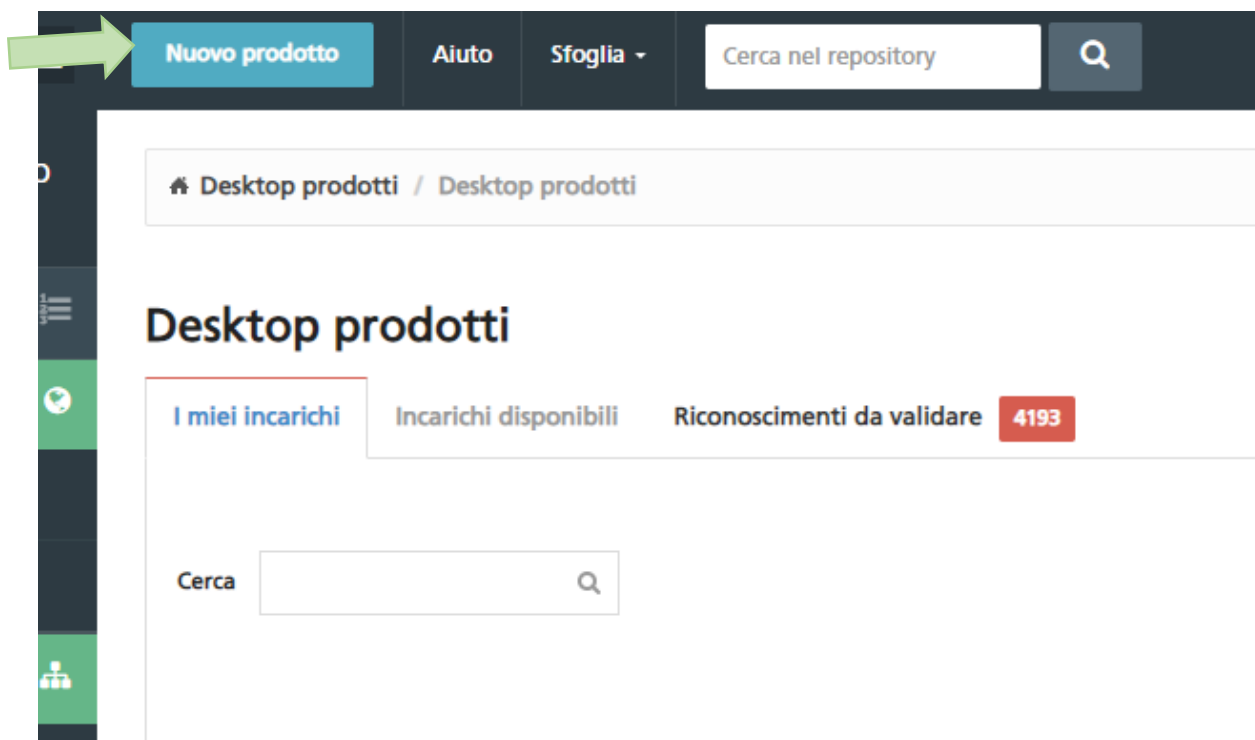 Nuovo prodotto Aiuto Sfoglia Cerca nel repository
Desktop prodotti / Desktop prodotti
Desktop prodotti
I miei incarichi Incarichi disponibili Riconoscimenti da validare 4193
Cerca